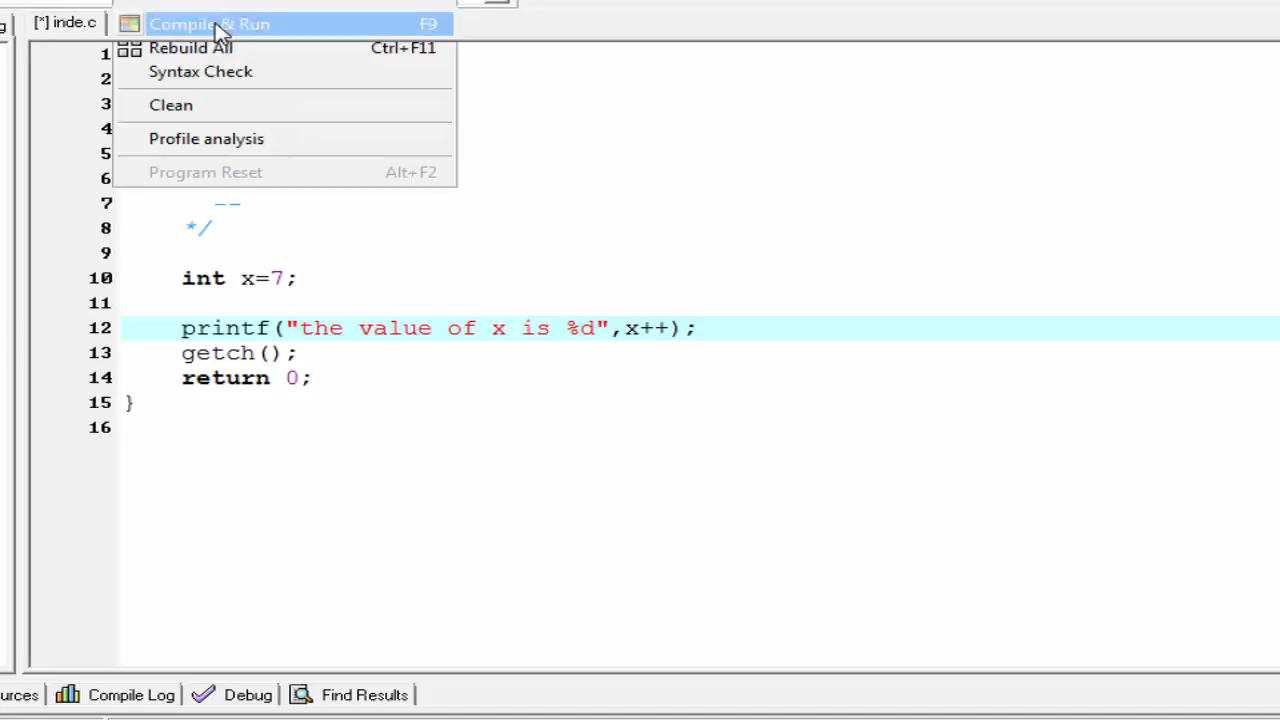 [*] inde.c
Compile & Run F9
Rebuild All Ctrl+F11
Syntax Check
Clean
Profile analysis
Program Reset Alt+F2
1
2
3
4
5
6
7 --
8 */
9
10 int x=7;
11
12 printf("the value of x is %d",x++);
13 getch();
14 return 0;
15 }
16
urces Compile Log Debug Find Results